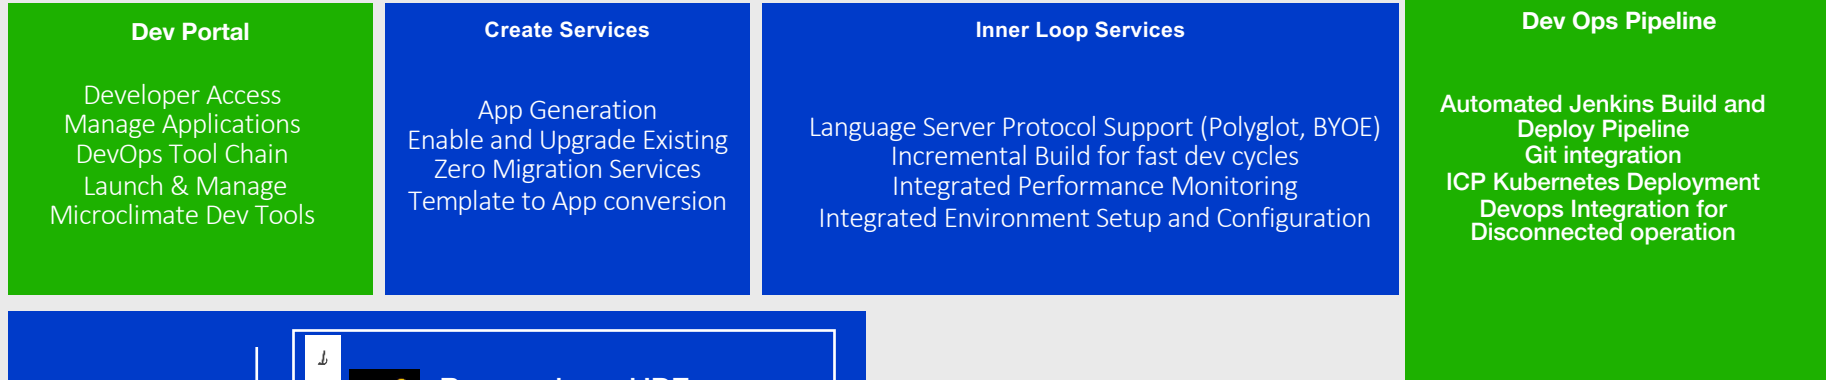 Dev Portal
Developer Access
Manage Applications
DevOps Tool Chain
Launch & Manage
Microclimate Dev Tools
Create Services
App Generation
Enable and Upgrade Existing
Zero Migration Services
Template to App conversion
Inner Loop Services
Language Server Protocol Support (Polyglot, BYOE)
Incremental Build for fast dev cycles
Integrated Performance Monitoring
Integrated Environment Setup and Configuration
Dev Ops Pipeline
Automated Jenkins Build and
Deploy Pipeline
Git integration
ICP Kubernetes Deployment
Devops Integration for
Disconnected operation